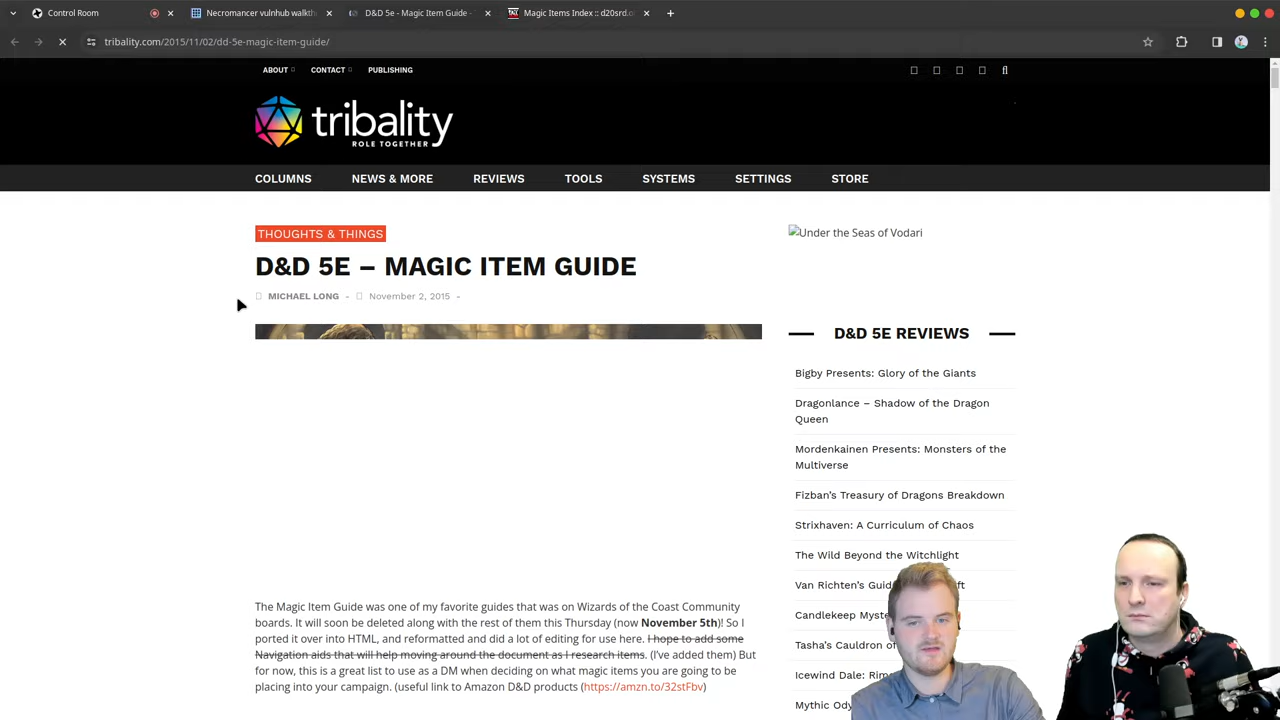 Control Room
Necromancer vulnhub walkth
D&D 5E - Magic Item Guide -
Magic Items Index :: d20srd.o
tribality.com/2015/11/02/dd-5e-magic-item-guide/
ABOUT
CONTACT
PUBLISHING
tribality
ROLE TOGETHER
COLUMNS
NEWS & MORE
REVIEWS
TOOLS
SYSTEMS
SETTINGS
STORE
THOUGHTS & THINGS
D&D 5E – MAGIC ITEM GUIDE
MICHAEL LONG - November 2, 2015 -
The Magic Item Guide was one of my favorite guides that was on Wizards of the Coast Community
boards. It will soon be deleted along with the rest of them this Thursday (now November 5th)! So I
ported it over into HTML, and reformatted and did a lot of editing for use here. I hope to add some
Navigation aids that will help moving around the document as I research items. (I've added them) But
for now, this is a great list to use as a DM when deciding on what magic items you are going to be
placing into your campaign. (useful link to Amazon D&D products (https://amzn.to/32stFbv)
Under the Seas of Vodari
D&D 5E REVIEWS
Bigby Presents: Glory of the Giants
Dragonlance – Shadow of the Dragon
Queen
Mordenkainen Presents: Monsters of the
Multiverse
Fizban's Treasury of Dragons Breakdown
Strixhaven: A Curriculum of Chaos
The Wild Beyond the Witchlight
Van Richten's Guid
Candlekeep Myste
Tasha's Cauldron of
Icewind Dale: Rim
Mythic Ody